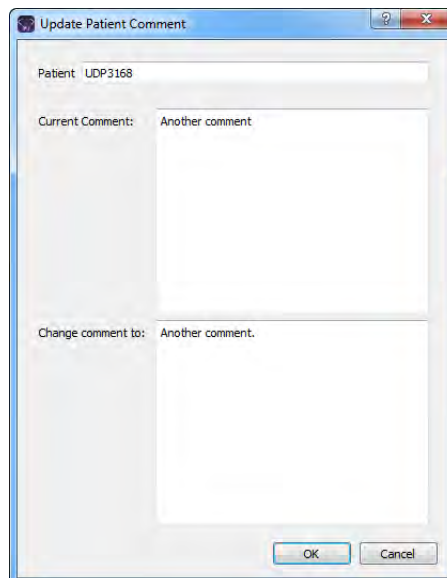 Update Patient Comment
Patient UDP3168
Current Comment: Another comment
Change comment to: Another comment.
OK Cancel